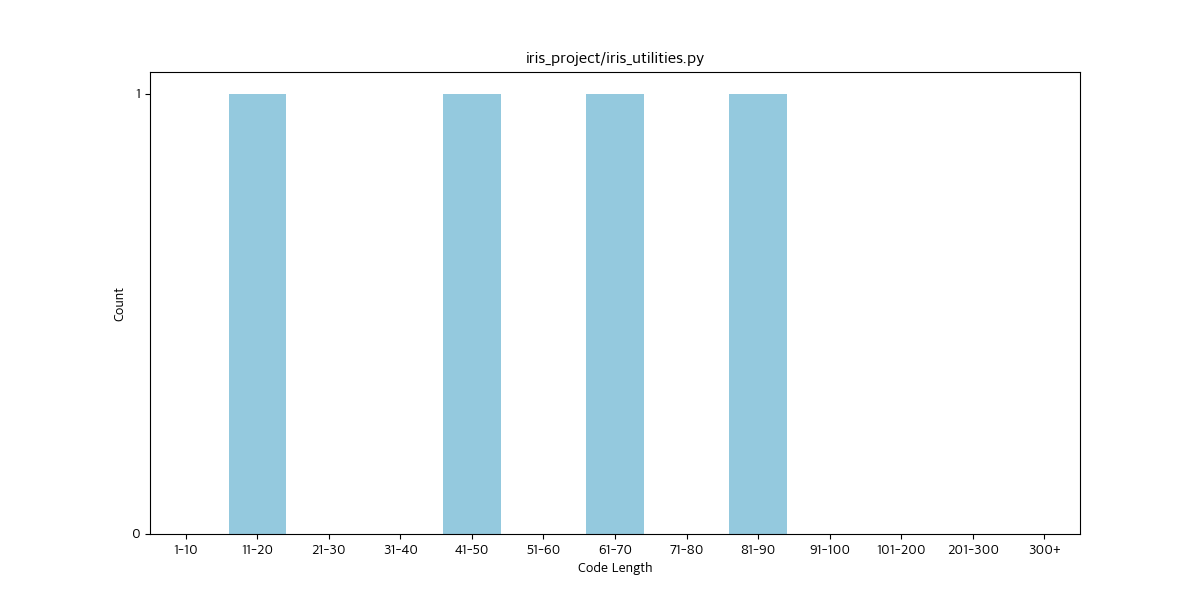 iris_project/iris_utilities.py
1
Count
0
1-10 11-20 21-30 31-40 41-50 51-60 61-70 71-80 81-90 91-100 101-200 201-300 300+
Code Length